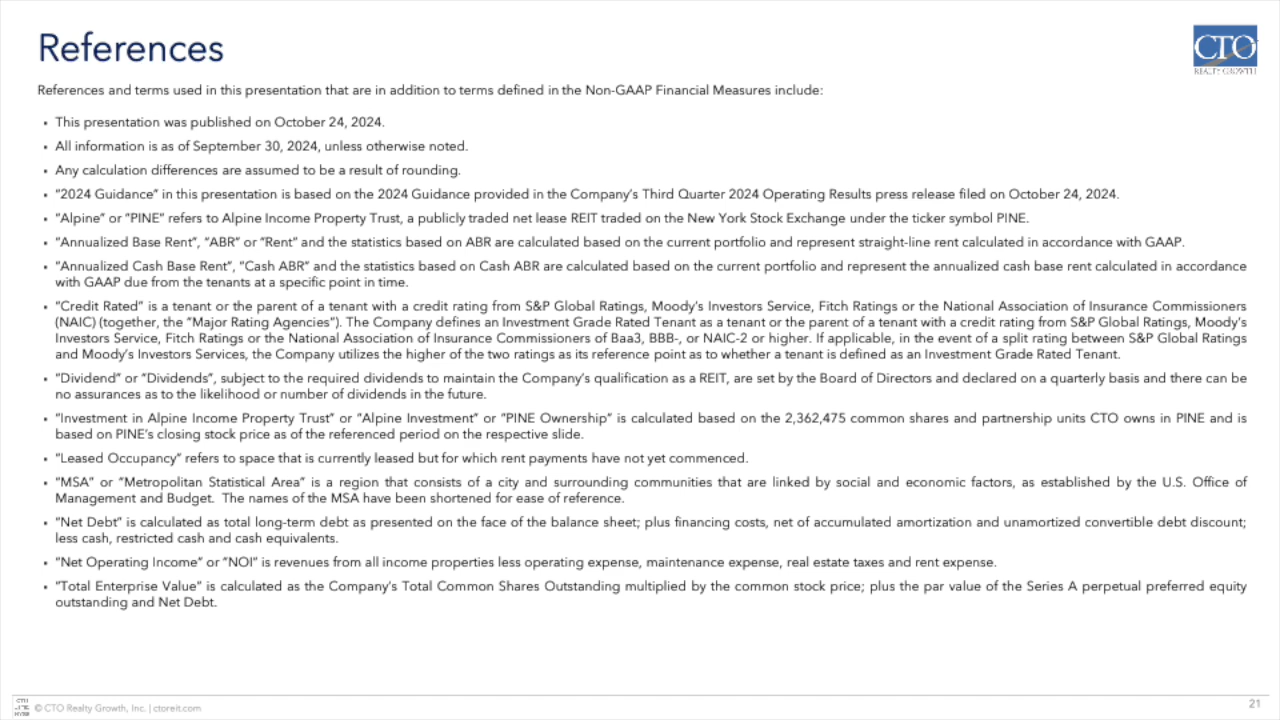 References
CTO
REALTY GROWTH
References and terms used in this presentation that are in addition to terms defined in the Non-GAAP Financial Measures include:
▪ This presentation was published on October 24, 2024.
▪ All information is as of September 30, 2024, unless otherwise noted.
▪ Any calculation differences are assumed to be a result of rounding.
▪ “2024 Guidance” in this presentation is based on the 2024 Guidance provided in the Company’s Third Quarter 2024 Operating Results press release filed on October 24, 2024.
▪ “Alpine” or “PINE” refers to Alpine Income Property Trust, a publicly traded net lease REIT traded on the New York Stock Exchange under the ticker symbol PINE.
▪ “Annualized Base Rent”, “ABR” or “Rent” and the statistics based on ABR are calculated based on the current portfolio and represent straight-line rent calculated in accordance with GAAP.
▪ “Annualized Cash Base Rent”, “Cash ABR” and the statistics based on Cash ABR are calculated based on the current portfolio and represent the annualized cash base rent calculated in accordance
with GAAP due from the tenants at a specific point in time.
▪ “Credit Rated” is a tenant or the parent of a tenant with a credit rating from S&P Global Ratings, Moody’s Investors Service, Fitch Ratings or the National Association of Insurance Commissioners
(NAIC) (together, the “Major Rating Agencies”). The Company defines an Investment Grade Rated Tenant as a tenant or the parent of a tenant with a credit rating from S&P Global Ratings, Moody’s
Investors Service, Fitch Ratings or the National Association of Insurance Commissioners of Baa3, BBB-, or NAIC-2 or higher. If applicable, in the event of a split rating between S&P Global Ratings
and Moody’s Investors Services, the Company utilizes the higher of the two ratings as its reference point as to whether a tenant is defined as an Investment Grade Rated Tenant.
▪ “Dividend” or “Dividends”, subject to the required dividends to maintain the Company’s qualification as a REIT, are set by the Board of Directors and declared on a quarterly basis and there can be
no assurances as to the likelihood or number of dividends in the future.
▪ “Investment in Alpine Income Property Trust” or “Alpine Investment” or “PINE Ownership” is calculated based on the 2,362,475 common shares and partnership units CTO owns in PINE and is
based on PINE’s closing stock price as of the referenced period on the respective slide.
▪ “Leased Occupancy” refers to space that is currently leased but for which rent payments have not yet commenced.
▪ “MSA” or “Metropolitan Statistical Area” is a region that consists of a city and surrounding communities that are linked by social and economic factors, as established by the U.S. Office of
Management and Budget. The names of the MSA have been shortened for ease of reference.
▪ “Net Debt” is calculated as total long-term debt as presented on the face of the balance sheet; plus financing costs, net of accumulated amortization and unamortized convertible debt discount;
less cash, restricted cash and cash equivalents.
▪ “Net Operating Income” or “NOI” is revenues from all income properties less operating expense, maintenance expense, real estate taxes and rent expense.
▪ “Total Enterprise Value” is calculated as the Company’s Total Common Shares Outstanding multiplied by the common stock price; plus the par value of the Series A perpetual preferred equity
outstanding and Net Debt.
© CTO Realty Growth, Inc. | ctoreit.com
21